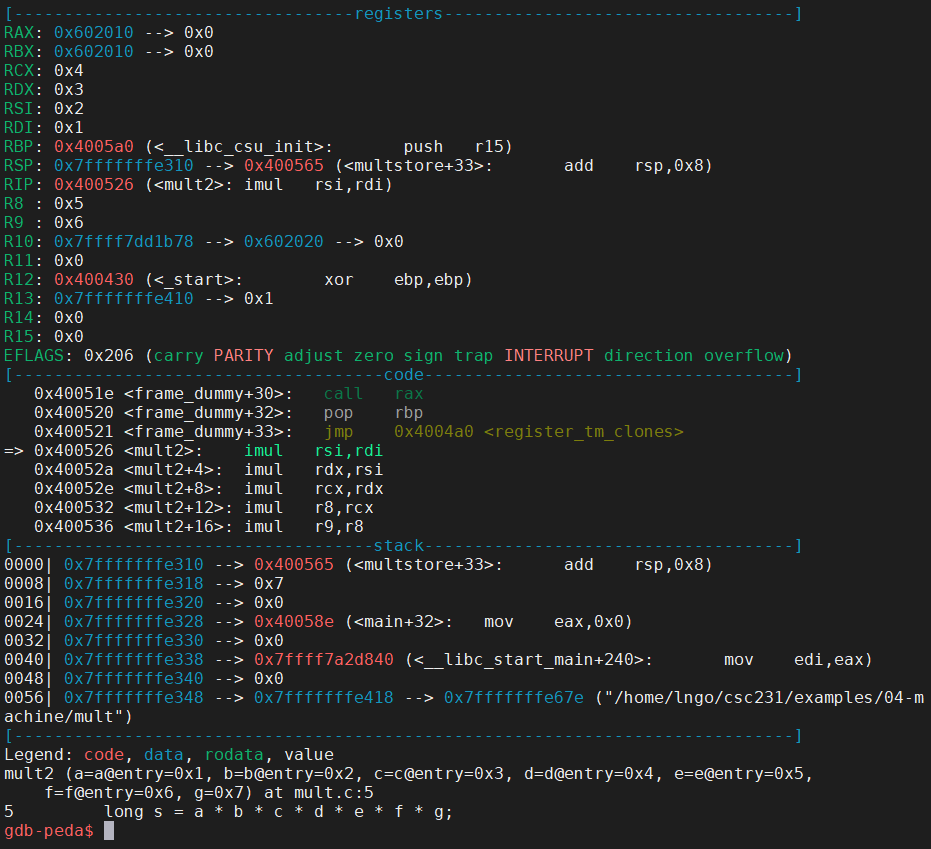 [----------------------------------registers-----------------------------------]
RAX: 0x602010 --> 0x0
RBX: 0x602010 --> 0x0
RCX: 0x4
RDX: 0x3
RSI: 0x2
RDI: 0x1
RBP: 0x4005a0 (<__libc_csu_init>:       push   r15)
RSP: 0x7fffffffe310 --> 0x400565 (<multstore+33>:       add    rsp,0x8)
RIP: 0x400526 (<mult2>: imul   rsi,rdi)
R8 : 0x5
R9 : 0x6
R10: 0x7ffff7dd1b78 --> 0x602020 --> 0x0
R11: 0x0
R12: 0x400430 (<_start>:        xor    ebp,ebp)
R13: 0x7fffffffe410 --> 0x1
R14: 0x0
R15: 0x0
EFLAGS: 0x206 (carry PARITY adjust zero sign trap INTERRUPT direction overflow)
[-------------------------------------code-------------------------------------]
   0x40051e <frame_dummy+30>:   call   rax
   0x400520 <frame_dummy+32>:   pop    rbp
   0x400521 <frame_dummy+33>:   jmp    0x4004a0 <register_tm_clones>
=> 0x400526 <mult2>:    imul   rsi,rdi
   0x40052a <mult2+4>:  imul   rdx,rsi
   0x40052e <mult2+8>:  imul   rcx,rdx
   0x400532 <mult2+12>: imul   r8,rcx
   0x400536 <mult2+16>: imul   r9,r8
[------------------------------------stack-------------------------------------]
0000| 0x7fffffffe310 --> 0x400565 (<multstore+33>:      add    rsp,0x8)
0008| 0x7fffffffe318 --> 0x7
0016| 0x7fffffffe320 --> 0x0
0024| 0x7fffffffe328 --> 0x40058e (<main+32>:   mov    eax,0x0)
0032| 0x7fffffffe330 --> 0x0
0040| 0x7fffffffe338 --> 0x7ffff7a2d840 (<__libc_start_main+240>:       mov    edi,eax)
0048| 0x7fffffffe340 --> 0x0
0056| 0x7fffffffe348 --> 0x7fffffffe418 --> 0x7fffffffe67e ("/home/lngo/csc231/examples/04-m
achine/mult")
[------------------------------------------------------------------------------]
Legend: code, data, rodata, value
mult2 (a=a@entry=0x1, b=b@entry=0x2, c=c@entry=0x3, d=d@entry=0x4, e=e@entry=0x5,
    f=f@entry=0x6, g=0x7) at mult.c:5
5         long s = a * b * c * d * e * f * g;
gdb-peda$